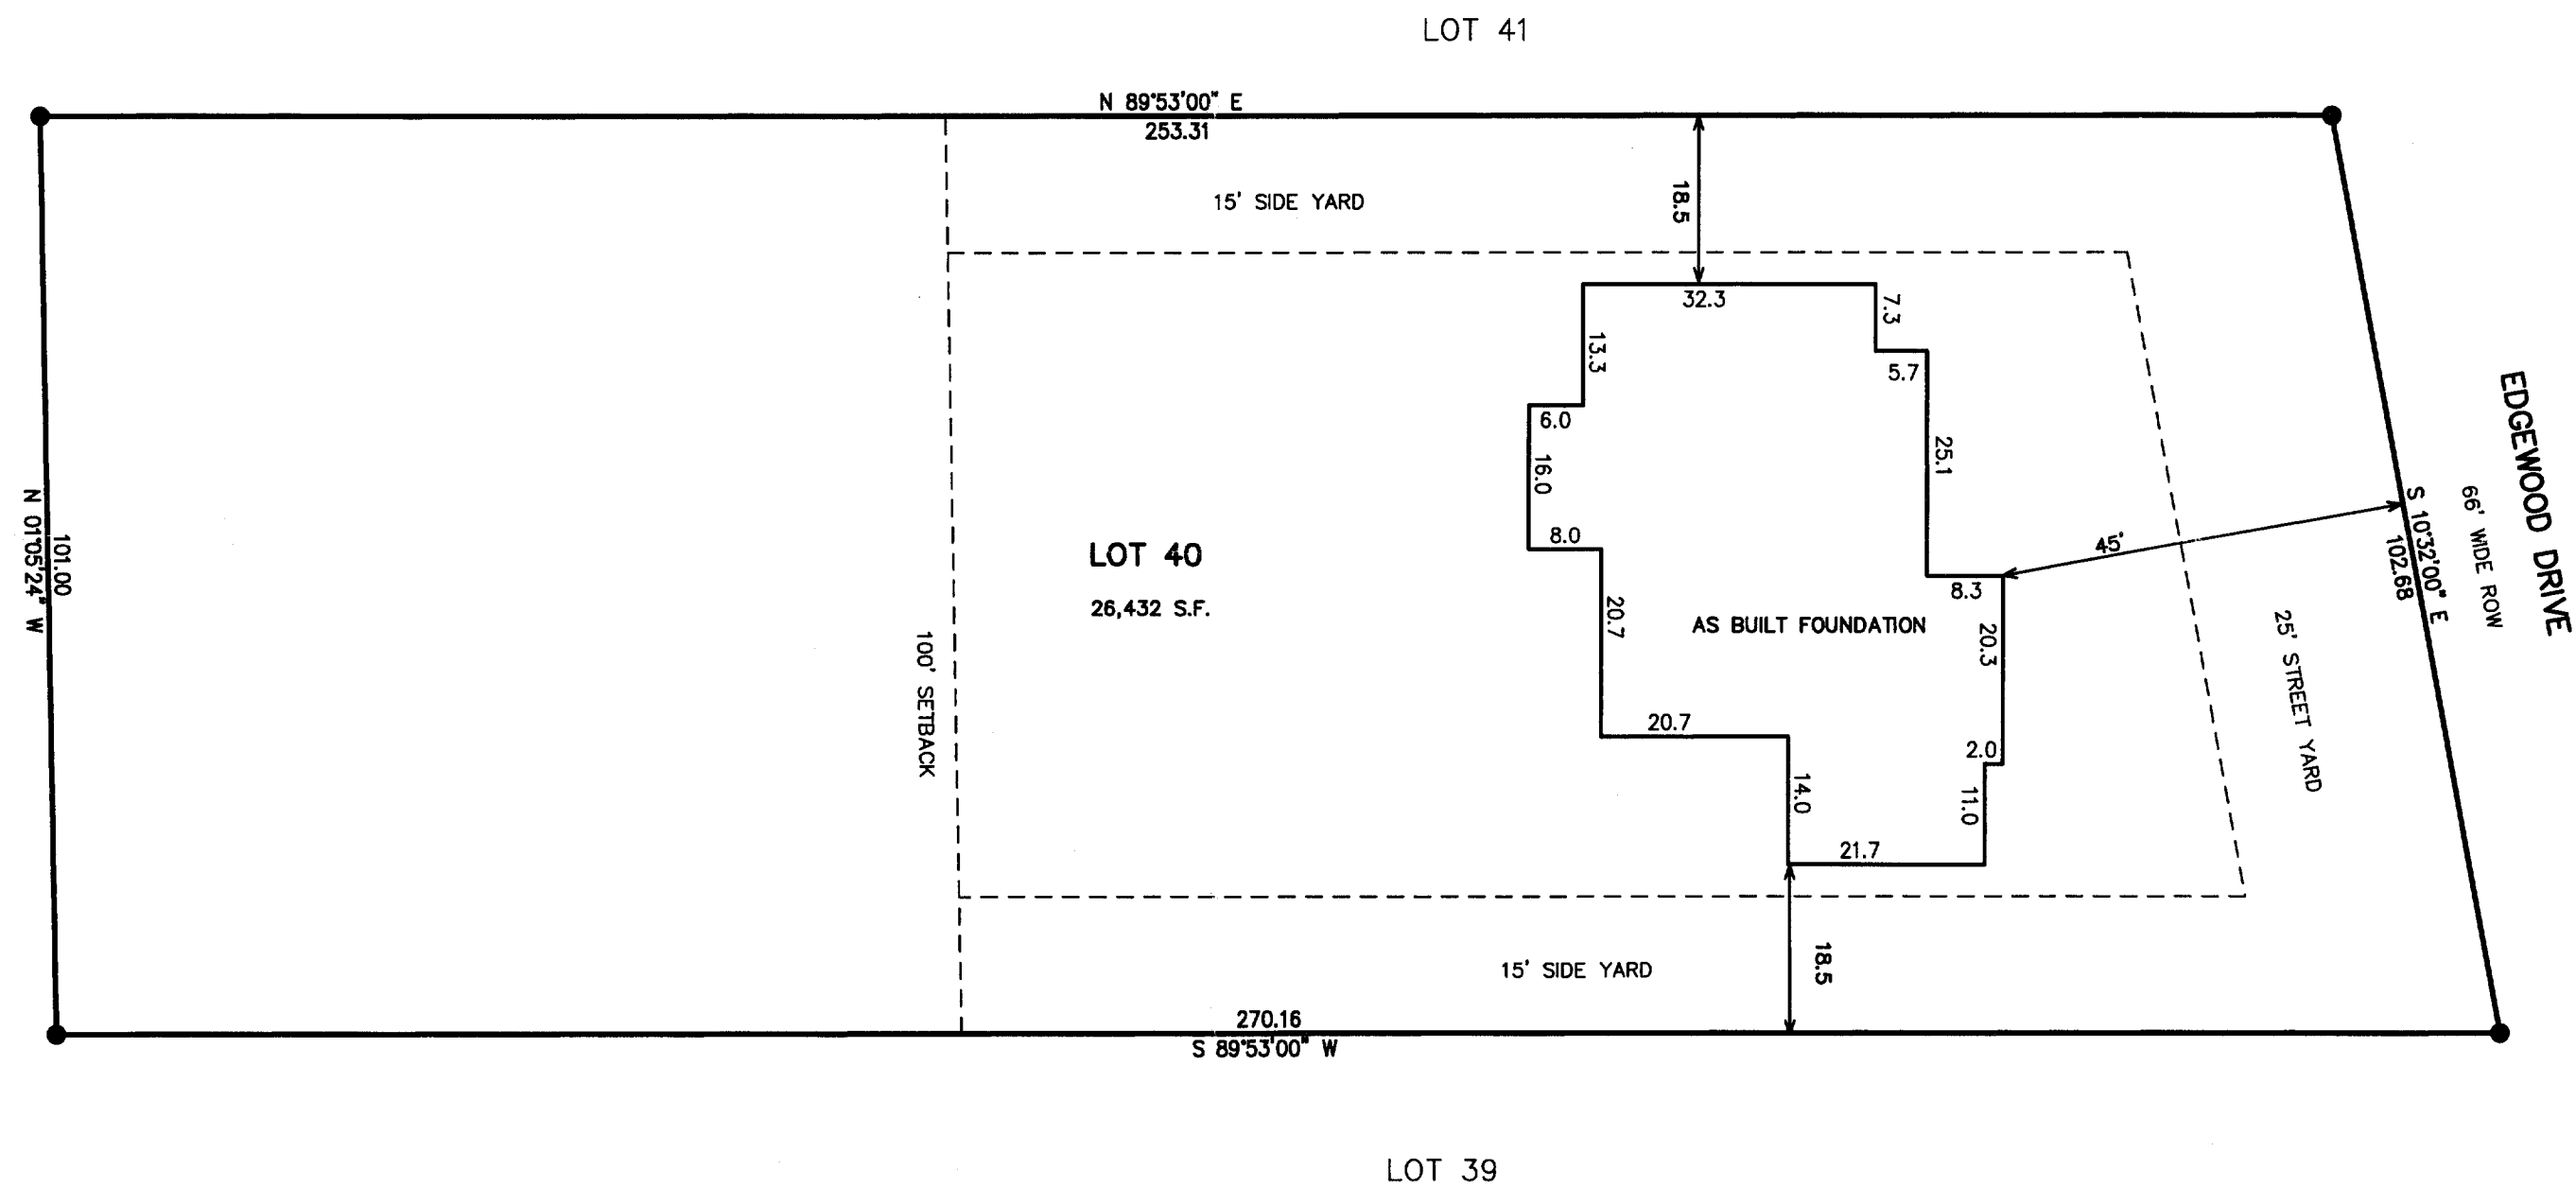 LOT 41
N 89°53'00" E
253.31
15' SIDE YARD
18.5
32.3
7.3
13.3
5.7
6.0
25.1
16.0
EDGEWOOD DRIVE
66' WIDE ROW
S 10°32'00" E
102.68
45'
N 01°05'24" W
101.00
LOT 40
26,432 S.F.
8.0
8.3
20.7
AS BUILT FOUNDATION
20.3
25' STREET YARD
100' SETBACK
20.7
2.0
14.0
11.0
21.7
15' SIDE YARD
18.5
270.16
S 89°53'00" W
LOT 39